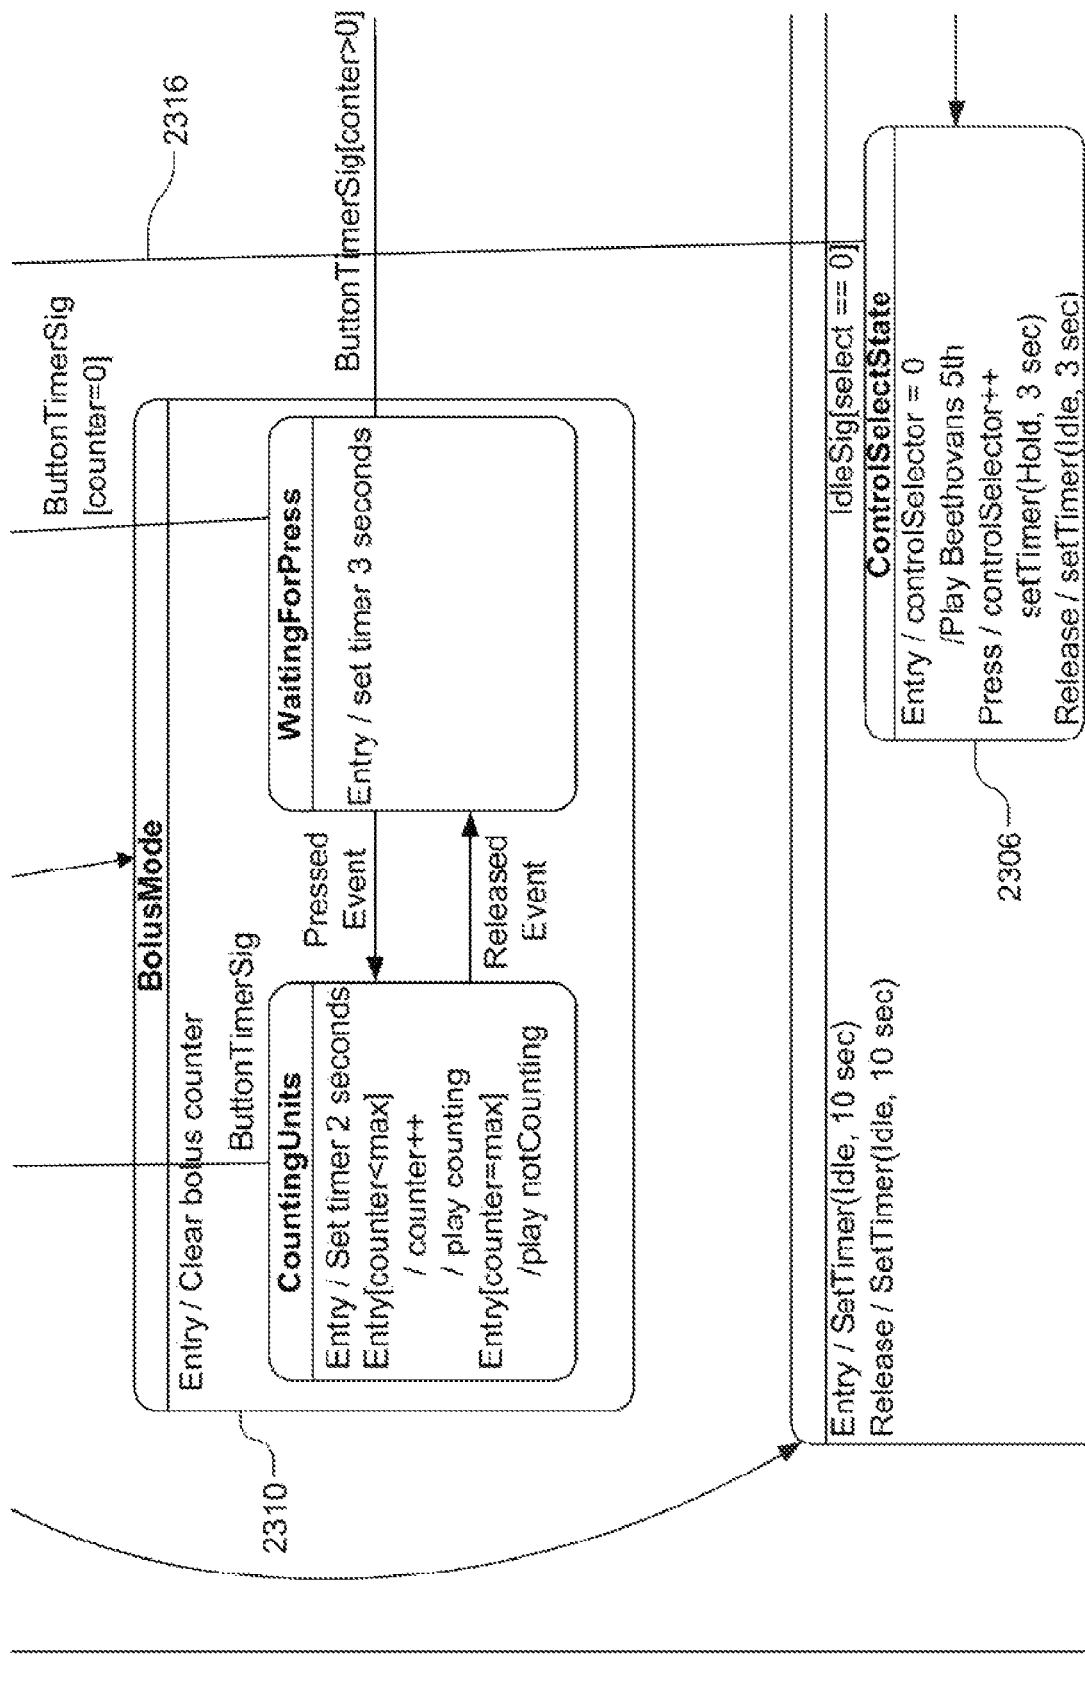 2316
ButtonTimerSig
[counter=0]
ButtonTimerSig[conter>0]
BolusMode
Entry / Clear bolus counter
ButtonTimerSig
CountingUnits
Entry / Set timer 2 seconds
Entry[counter<max]
/ counter++
/ play counting
Entry[counter=max]
/play notCounting
Pressed
Event
Released
Event
WaitingForPress
Entry / set timer 3 seconds
2310
IdleSig[select == 0]
Entry / SetTimer(Idle, 10 sec)
Release / SetTimer(Idle, 10 sec)
ControlSelectState
Entry / controlSelector = 0
/Play Beethovans 5th
Press / controlSelector++
setTimer(Hold, 3 sec)
Release / setTimer(Idle, 3 sec)
2306